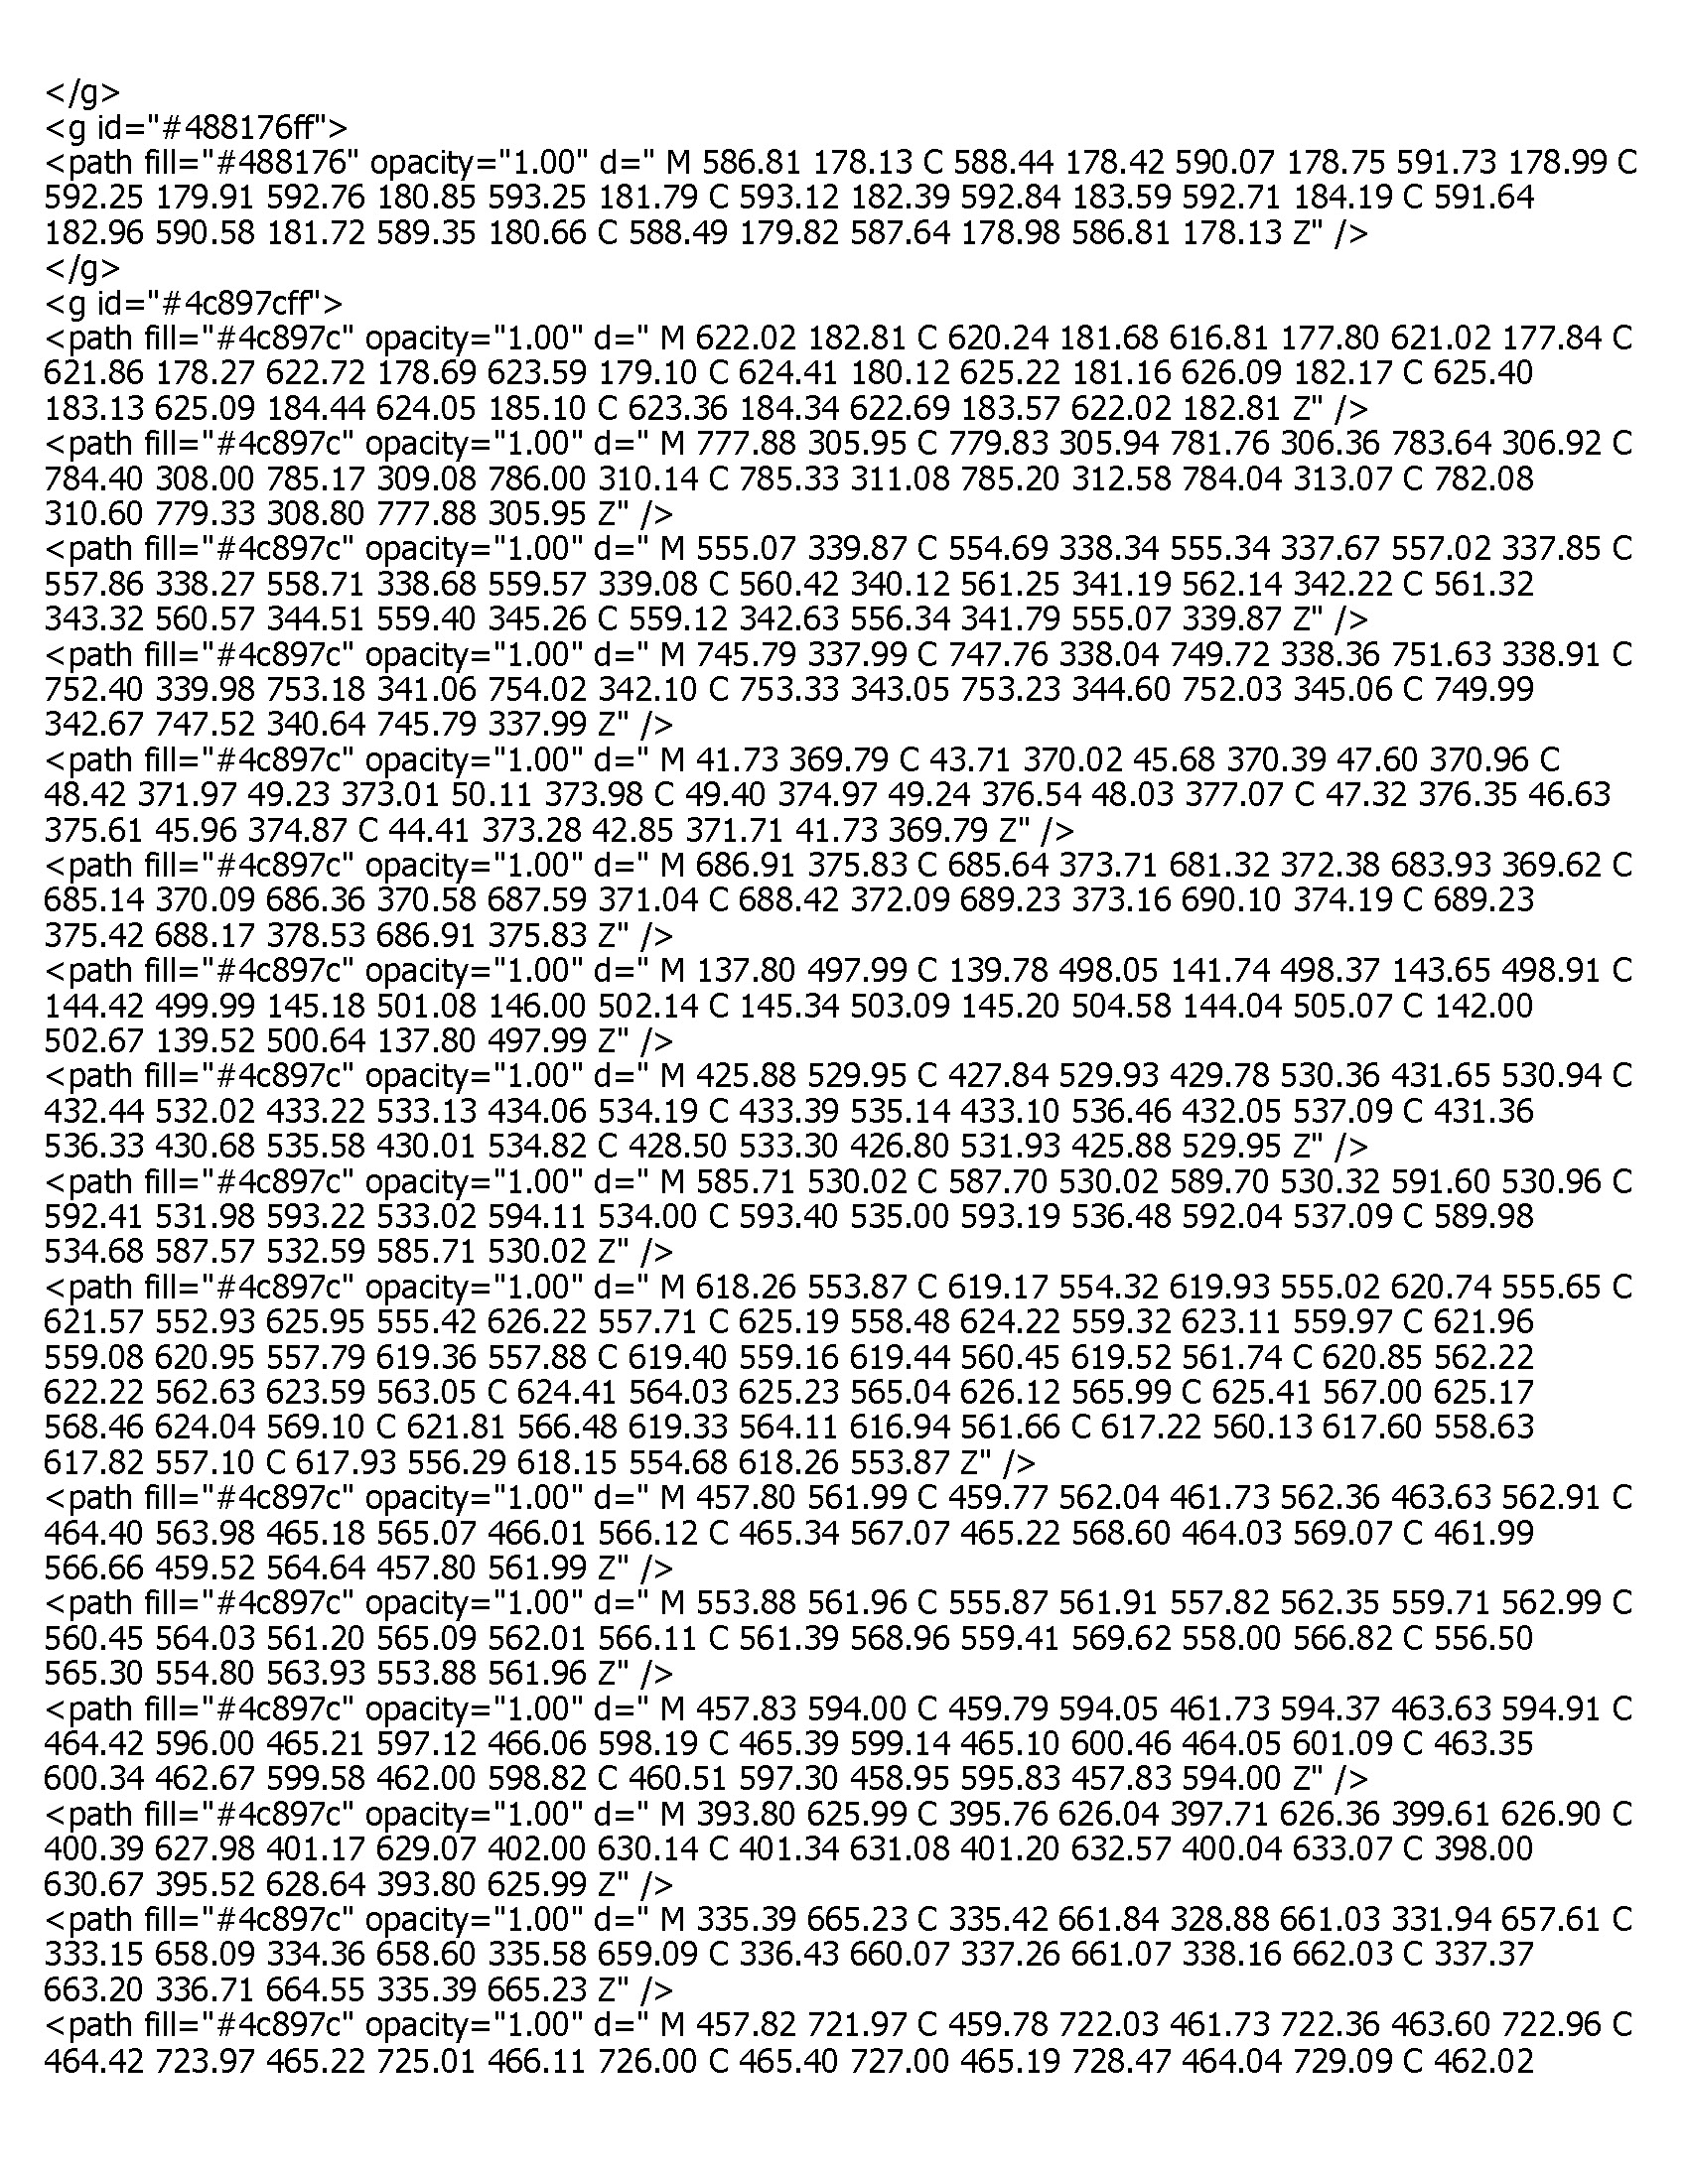 </g>
<g id="#488176ff">
<path fill="#488176" opacity="1.00" d=" M 586.81 178.13 C 588.44 178.42 590.07 178.75 591.73 178.99 C
592.25 179.91 592.76 180.85 593.25 181.79 C 593.12 182.39 592.84 183.59 592.71 184.19 C 591.64
182.96 590.58 181.72 589.35 180.66 C 588.49 179.82 587.64 178.98 586.81 178.13 Z" />
</g>
<g id="#4c897cff">
<path fill="#4c897c" opacity="1.00" d=" M 622.02 182.81 C 620.24 181.68 616.81 177.80 621.02 177.84 C
621.86 178.27 622.72 178.69 623.59 179.10 C 624.41 180.12 625.22 181.16 626.09 182.17 C 625.40
183.13 625.09 184.44 624.05 185.10 C 623.36 184.34 622.69 183.57 622.02 182.81 Z" />
<path fill="#4c897c" opacity="1.00" d=" M 777.88 305.95 C 779.83 305.94 781.76 306.36 783.64 306.92 C
784.40 308.00 785.17 309.08 786.00 310.14 C 785.33 311.08 785.20 312.58 784.04 313.07 C 782.08
310.60 779.33 308.80 777.88 305.95 Z" />
<path fill="#4c897c" opacity="1.00" d=" M 555.07 339.87 C 554.69 338.34 555.34 337.67 557.02 337.85 C
557.86 338.27 558.71 338.68 559.57 339.08 C 560.42 340.12 561.25 341.19 562.14 342.22 C 561.32
343.32 560.57 344.51 559.40 345.26 C 559.12 342.63 556.34 341.79 555.07 339.87 Z" />
<path fill="#4c897c" opacity="1.00" d=" M 745.79 337.99 C 747.76 338.04 749.72 338.36 751.63 338.91 C
752.40 339.98 753.18 341.06 754.02 342.10 C 753.33 343.05 753.23 344.60 752.03 345.06 C 749.99
342.67 747.52 340.64 745.79 337.99 Z" />
<path fill="#4c897c" opacity="1.00" d=" M 41.73 369.79 C 43.71 370.02 45.68 370.39 47.60 370.96 C
48.42 371.97 49.23 373.01 50.11 373.98 C 49.40 374.97 49.24 376.54 48.03 377.07 C 47.32 376.35 46.63
375.61 45.96 374.87 C 44.41 373.28 42.85 371.71 41.73 369.79 Z" />
<path fill="#4c897c" opacity="1.00" d=" M 686.91 375.83 C 685.64 373.71 681.32 372.38 683.93 369.62 C
685.14 370.09 686.36 370.58 687.59 371.04 C 688.42 372.09 689.23 373.16 690.10 374.19 C 689.23
375.42 688.17 378.53 686.91 375.83 Z" />
<path fill="#4c897c" opacity="1.00" d=" M 137.80 497.99 C 139.78 498.05 141.74 498.37 143.65 498.91 C
144.42 499.99 145.18 501.08 146.00 502.14 C 145.34 503.09 145.20 504.58 144.04 505.07 C 142.00
502.67 139.52 500.64 137.80 497.99 Z" />
<path fill="#4c897c" opacity="1.00" d=" M 425.88 529.95 C 427.84 529.93 429.78 530.36 431.65 530.94 C
432.44 532.02 433.22 533.13 434.06 534.19 C 433.39 535.14 433.10 536.46 432.05 537.09 C 431.36
536.33 430.68 535.58 430.01 534.82 C 428.50 533.30 426.80 531.93 425.88 529.95 Z" />
<path fill="#4c897c" opacity="1.00" d=" M 585.71 530.02 C 587.70 530.02 589.70 530.32 591.60 530.96 C
592.41 531.98 593.22 533.02 594.11 534.00 C 593.40 535.00 593.19 536.48 592.04 537.09 C 589.98
534.68 587.57 532.59 585.71 530.02 Z" />
<path fill="#4c897c" opacity="1.00" d=" M 618.26 553.87 C 619.17 554.32 619.93 555.02 620.74 555.65 C
621.57 552.93 625.95 555.42 626.22 557.71 C 625.19 558.48 624.22 559.32 623.11 559.97 C 621.96
559.08 620.95 557.79 619.36 557.88 C 619.40 559.16 619.44 560.45 619.52 561.74 C 620.85 562.22
622.22 562.63 623.59 563.05 C 624.41 564.03 625.23 565.04 626.12 565.99 C 625.41 567.00 625.17
568.46 624.04 569.10 C 621.81 566.48 619.33 564.11 616.94 561.66 C 617.22 560.13 617.60 558.63
617.82 557.10 C 617.93 556.29 618.15 554.68 618.26 553.87 Z" />
<path fill="#4c897c" opacity="1.00" d=" M 457.80 561.99 C 459.77 562.04 461.73 562.36 463.63 562.91 C
464.40 563.98 465.18 565.07 466.01 566.12 C 465.34 567.07 465.22 568.60 464.03 569.07 C 461.99
566.66 459.52 564.64 457.80 561.99 Z" />
<path fill="#4c897c" opacity="1.00" d=" M 553.88 561.96 C 555.87 561.91 557.82 562.35 559.71 562.99 C
560.45 564.03 561.20 565.09 562.01 566.11 C 561.39 568.96 559.41 569.62 558.00 566.82 C 556.50
565.30 554.80 563.93 553.88 561.96 Z" />
<path fill="#4c897c" opacity="1.00" d=" M 457.83 594.00 C 459.79 594.05 461.73 594.37 463.63 594.91 C
464.42 596.00 465.21 597.12 466.06 598.19 C 465.39 599.14 465.10 600.46 464.05 601.09 C 463.35
600.34 462.67 599.58 462.00 598.82 C 460.51 597.30 458.95 595.83 457.83 594.00 Z" />
<path fill="#4c897c" opacity="1.00" d=" M 393.80 625.99 C 395.76 626.04 397.71 626.36 399.61 626.90 C
400.39 627.98 401.17 629.07 402.00 630.14 C 401.34 631.08 401.20 632.57 400.04 633.07 C 398.00
630.67 395.52 628.64 393.80 625.99 Z" />
<path fill="#4c897c" opacity="1.00" d=" M 335.39 665.23 C 335.42 661.84 328.88 661.03 331.94 657.61 C
333.15 658.09 334.36 658.60 335.58 659.09 C 336.43 660.07 337.26 661.07 338.16 662.03 C 337.37
663.20 336.71 664.55 335.39 665.23 Z" />
<path fill="#4c897c" opacity="1.00" d=" M 457.82 721.97 C 459.78 722.03 461.73 722.36 463.60 722.96 C
464.42 723.97 465.22 725.01 466.11 726.00 C 465.40 727.00 465.19 728.47 464.04 729.09 C 462.02